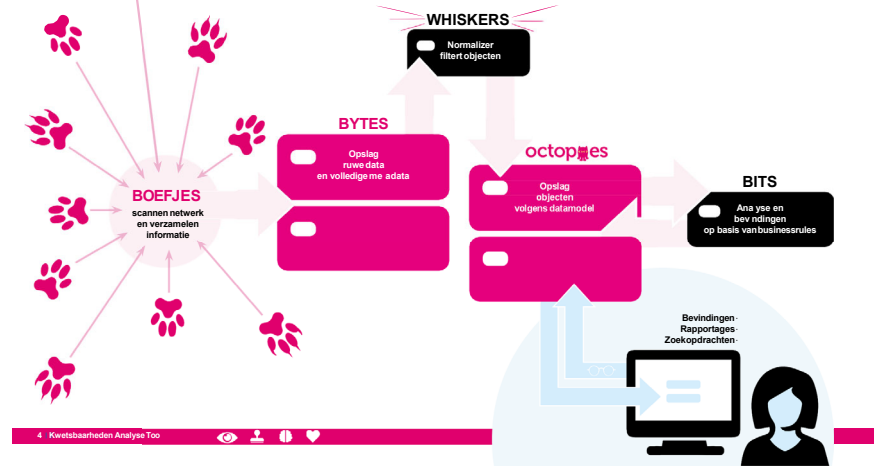 WHISKERS
Normalizer
filtert objecten
BYTES
Opslag
ruwe data
en volledige me adata
octopoes
Opslag
objecten
volgens datamodel
BITS
Ana yse en
bev ndingen
op basis van businessrules
BOEFJES
scannen netwerk
en verzamelen
informatie
Bevindingen
Rapportages
Zoekopdrachten
4 Kwetsbaarheden Analyse Too